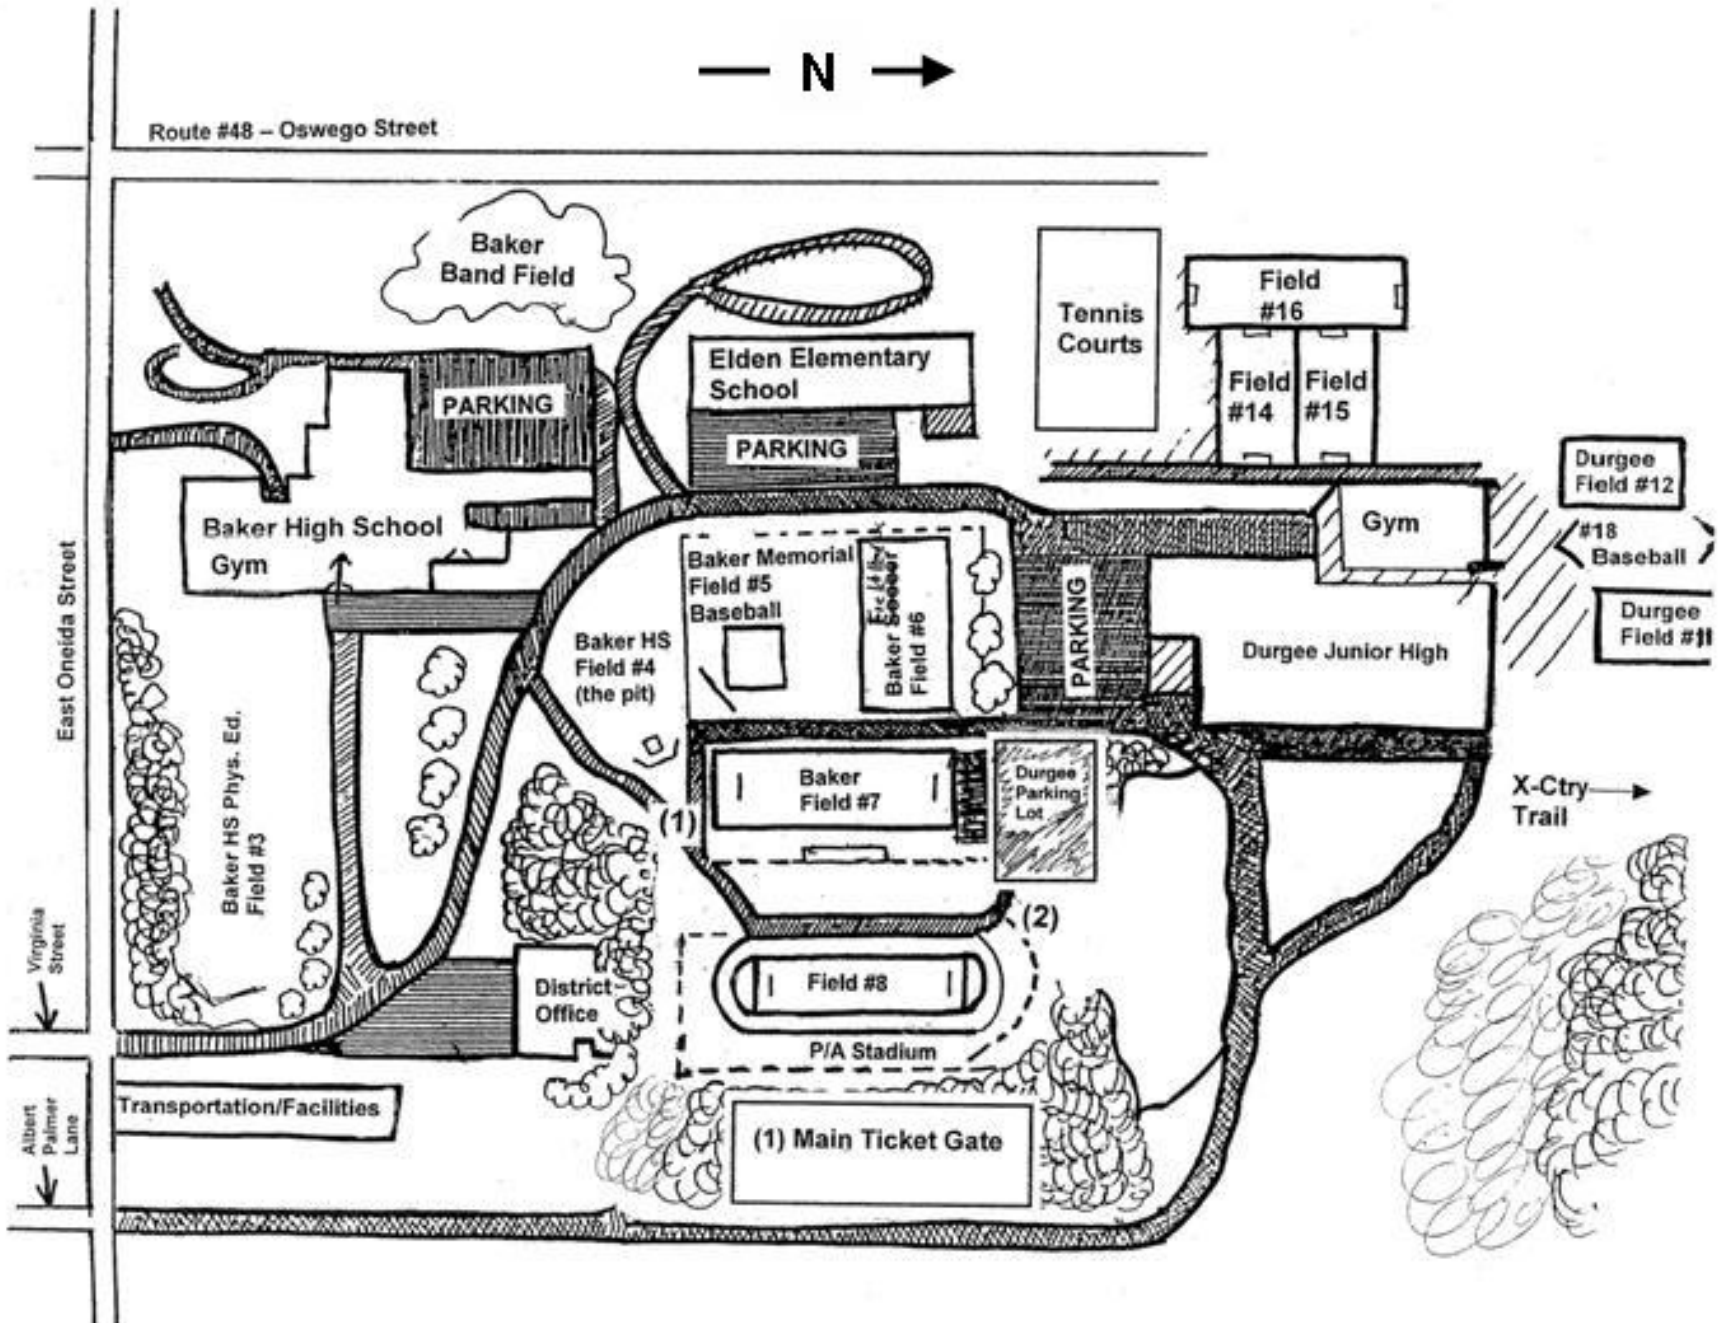 N
Route #48 – Oswego Street
Baker
Band Field
Elden Elementary
School
PARKING
PARKING
Tennis
Courts
Field
#16
Field
#14
Field
#15
Durgee
Field #12
#18
Baseball
Durgee
Field #11
Gym
Durgee Junior High
PARKING
Baker High School
Gym
Baker Memorial
Field #5
Baseball
Baker Soccer
Field #6
Baker HS
Field #4
(the pit)
East Oneida Street
Baker HS Phys. Ed.
Field #3
Baker
Field #7
Durgee
Parking
Lot
X-Ctry
Trail
(1)
(2)
Virginia
Street
District
Office
Field #8
P/A Stadium
Albert
Palmer
Lane
Transportation/Facilities
(1) Main Ticket Gate